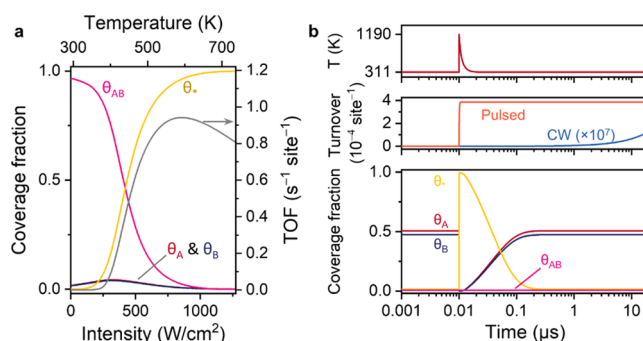 a
Temperature (K)
300 400 500 600 700
θAB
θ*
Coverage fraction
1.0
0.5
0.0
TOF (s⁻¹ site⁻¹)
1.2
1.0
0.8
0.6
0.4
0.2
0.0
θA & θB
0 500 1000
Intensity (W/cm²)
b
T (K)
1190
311
Turnover
(10⁻⁴ site⁻¹)
4
2
0
Pulsed
CW (×10⁷)
Coverage fraction
1.0
0.5
0.0
θ*
θA
θB
θAB
0.001 0.01 0.1 1 10
Time (µs)